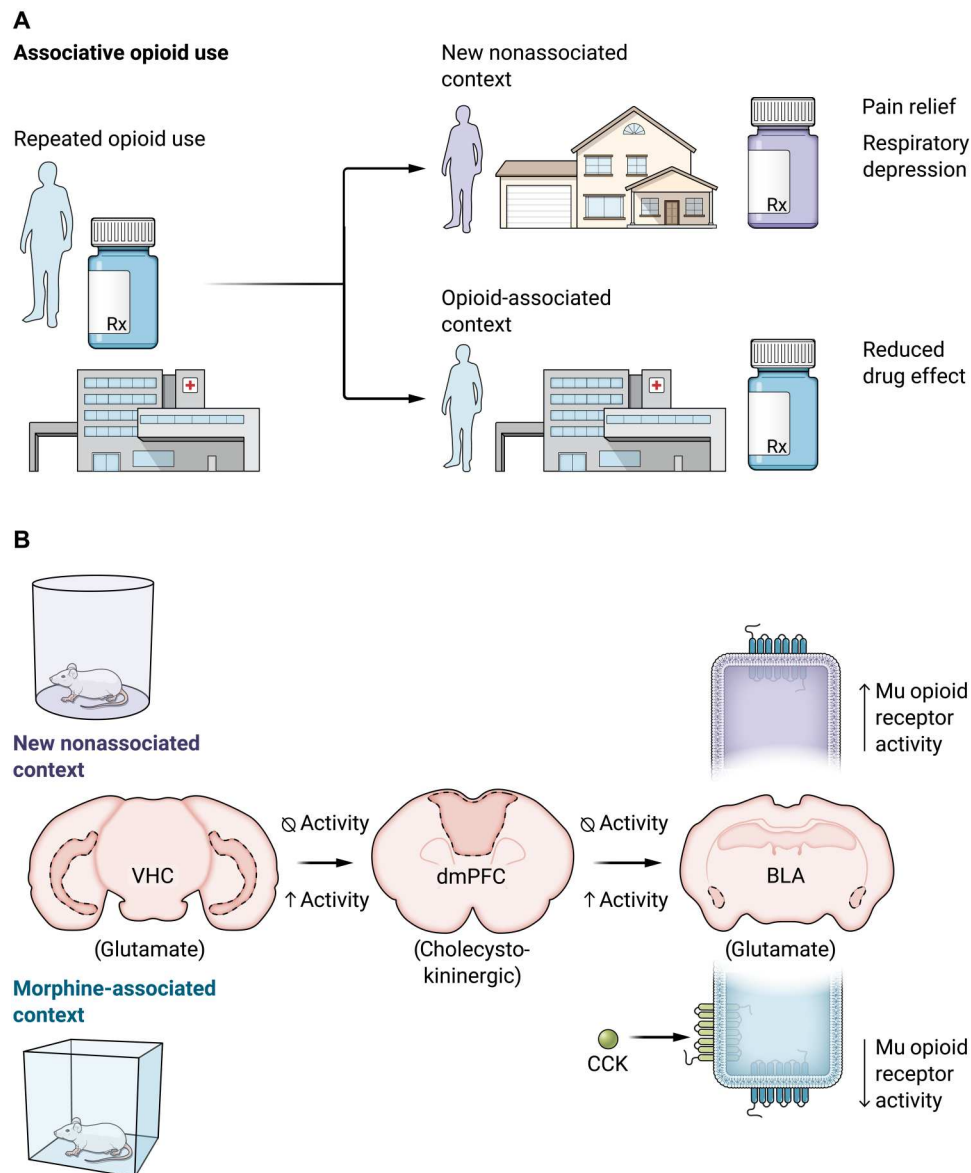 A
Associative opioid use
Repeated opioid use
Rx
New nonassociated
context
Rx
Pain relief
Respiratory
depression
Opioid-associated
context
Rx
Reduced
drug effect
B
New nonassociated
context
↑ Mu opioid
receptor
activity
VHC
(Glutamate)
⦰ Activity
↑ Activity
dmPFC
(Cholecysto-
kininergic)
⦰ Activity
↑ Activity
BLA
(Glutamate)
Morphine-associated
context
CCK
↓ Mu opioid
receptor
activity